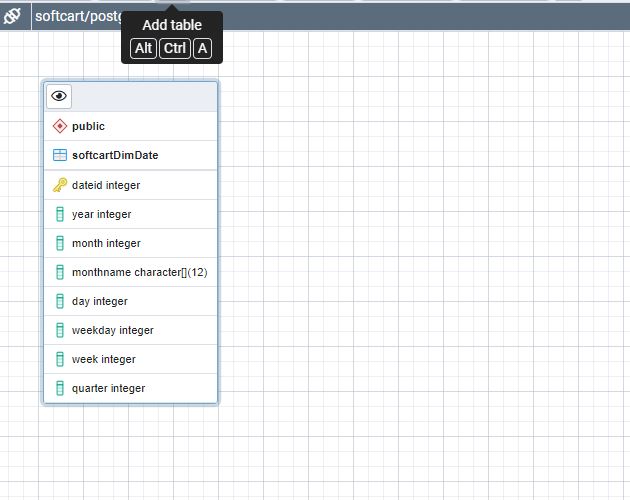 softcart/postg
Add table
Alt Ctrl A
public
softcartDimDate
dateid integer
year integer
month integer
monthname character[](12)
day integer
weekday integer
week integer
quarter integer